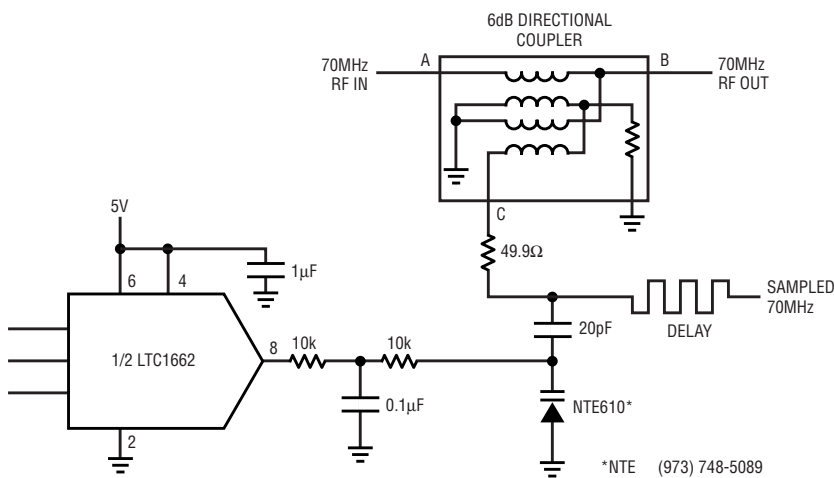 6dB DIRECTIONAL
COUPLER
70MHz
RF IN
A
B
70MHz
RF OUT
C
49.9Ω
5V
1μF
6
4
20pF
DELAY
SAMPLED
70MHz
1/2 LTC1662
8
10k
10k
0.1μF
NTE610*
2
*NTE (973) 748-5089